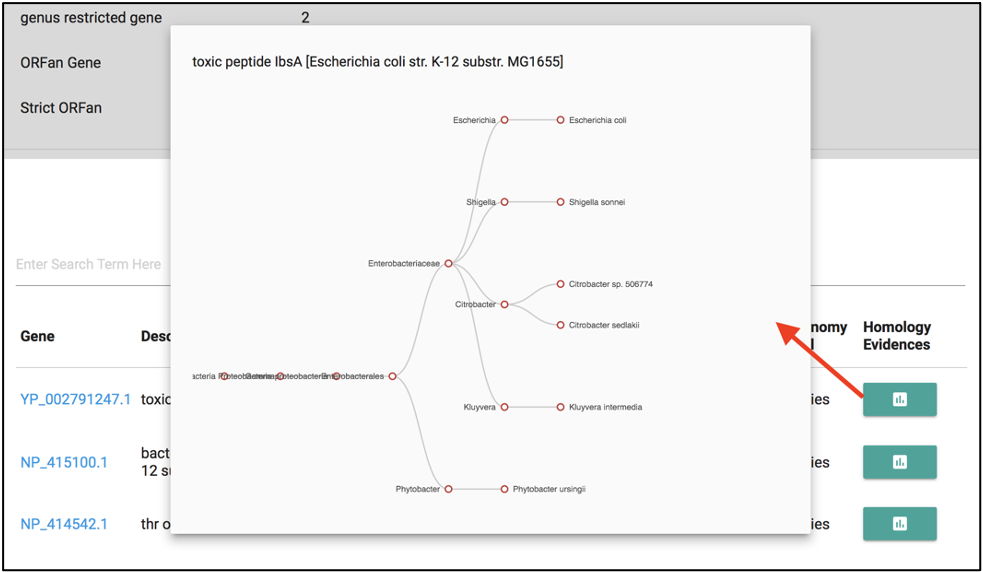 genus restricted gene 2
ORFan Gene
Strict ORFan
toxic peptide IbsA [Escherichia coli str. K-12 substr. MG1655]
Escherichia Escherichia coli
Shigella Shigella sonnei
Enterobacteriaceae
Citrobacter sp. 506774
Citrobacter
Citrobacter sedlakii
acteria Proteobacteria Gammaproteobacteria Enterobacterales
Kluyvera Kluyvera intermedia
Phytobacter Phytobacter ursingii
Enter Search Term Here
Gene Desc nomy Homology
Evidences
YP_002791247.1 toxic ies
NP_415100.1 bact ies
12 su
NP_414542.1 thr o ies